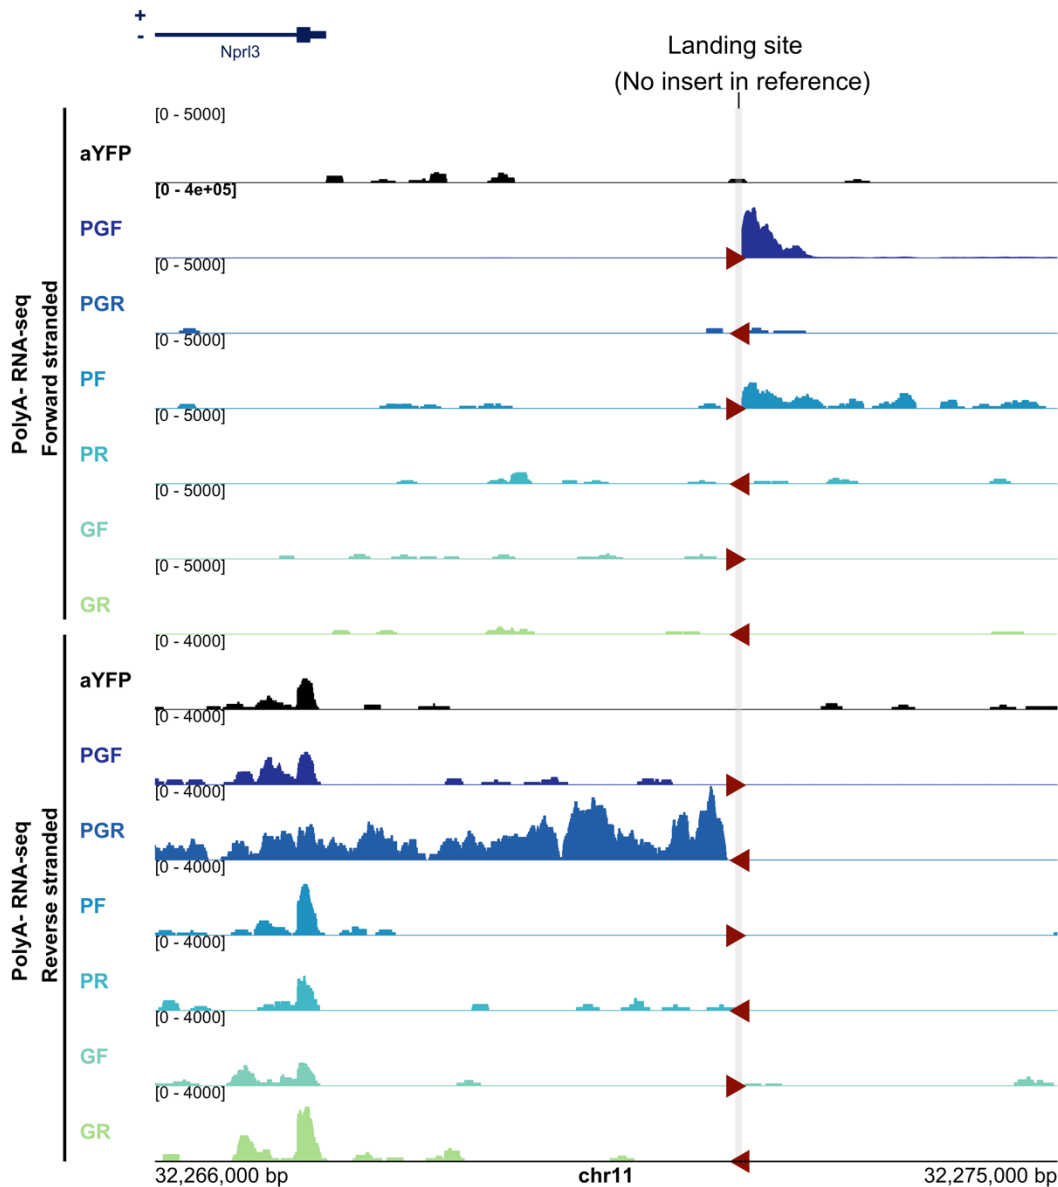 +
-
Nprl3
Landing site
(No insert in reference)
PolyA- RNA-seq
Forward stranded
[0 - 5000]
aYFP
[0 - 4e+05]
PGF
[0 - 5000]
PGR
[0 - 5000]
PF
[0 - 5000]
PR
[0 - 5000]
GF
[0 - 5000]
GR
PolyA- RNA-seq
Reverse stranded
[0 - 4000]
aYFP
[0 - 4000]
PGF
[0 - 4000]
PGR
[0 - 4000]
PF
[0 - 4000]
PR
[0 - 4000]
GF
[0 - 4000]
GR
32,266,000 bp chr11 32,275,000 bp